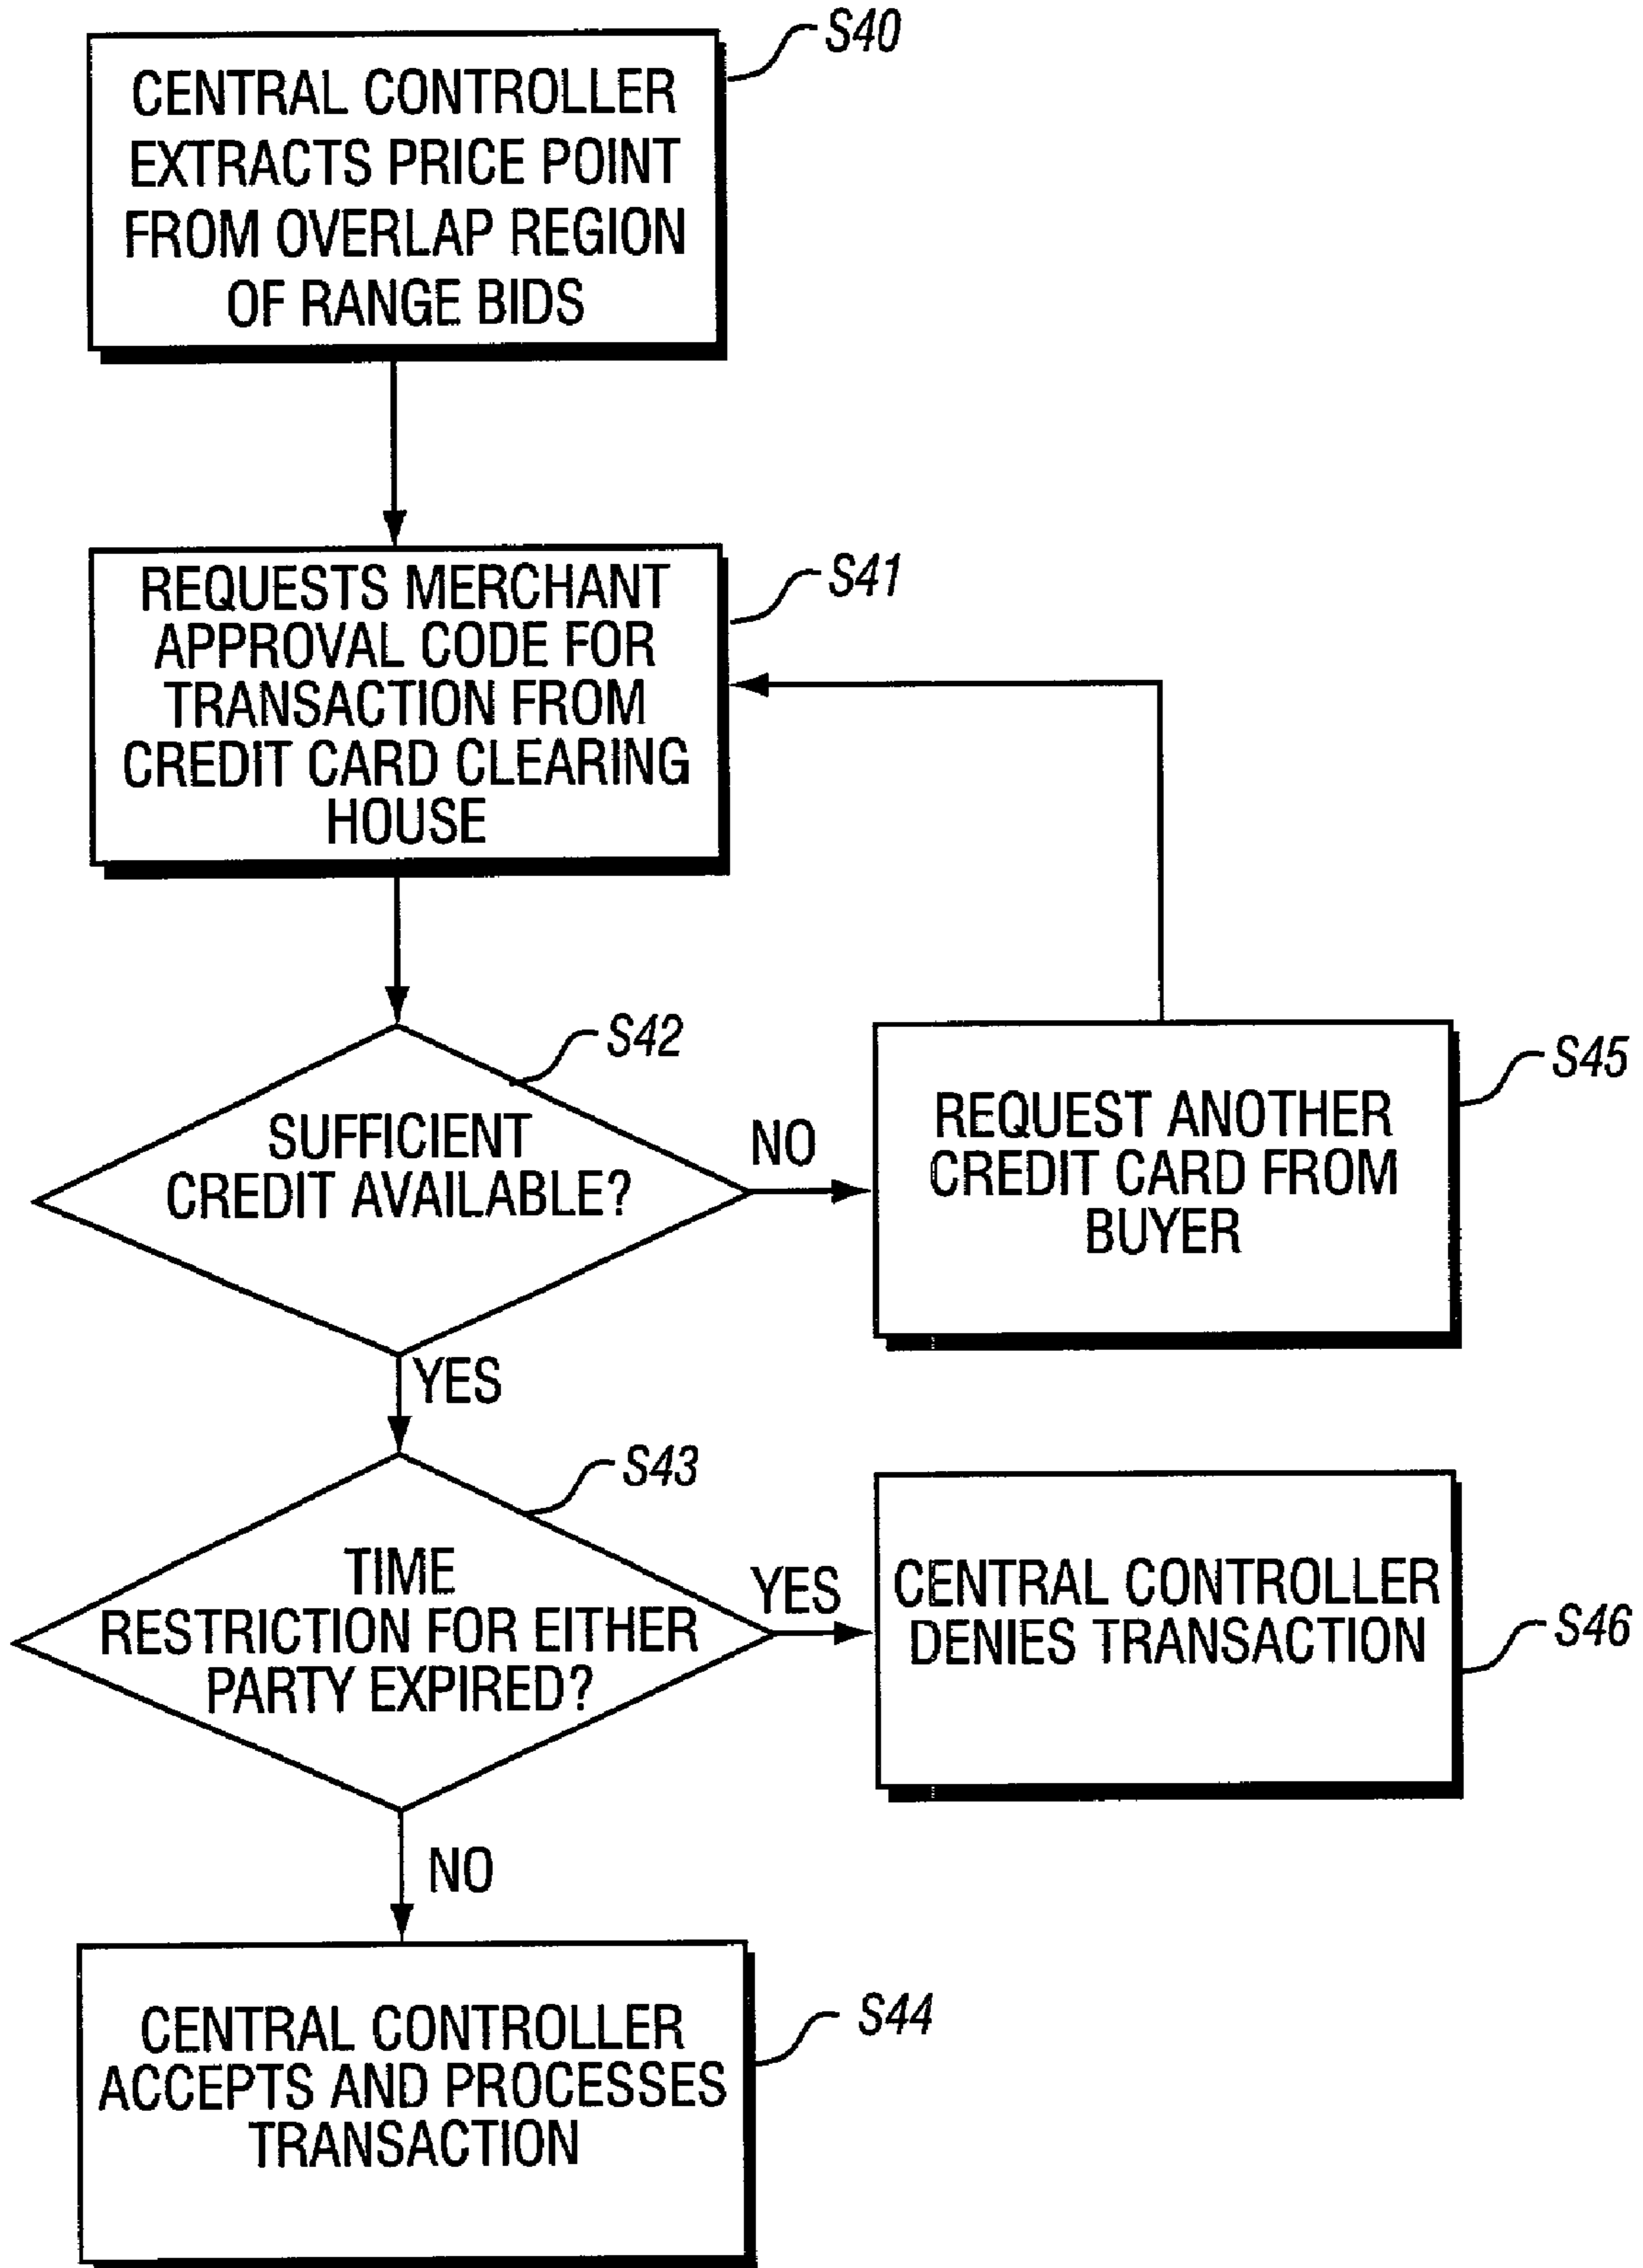 S40
CENTRAL CONTROLLER
EXTRACTS PRICE POINT
FROM OVERLAP REGION
OF RANGE BIDS
S41
REQUESTS MERCHANT
APPROVAL CODE FOR
TRANSACTION FROM
CREDIT CARD CLEARING
HOUSE
S42
SUFFICIENT
CREDIT AVAILABLE?
NO
S45
REQUEST ANOTHER
CREDIT CARD FROM
BUYER
YES
S43
TIME
RESTRICTION FOR EITHER
PARTY EXPIRED?
YES
CENTRAL CONTROLLER
DENIES TRANSACTION
S46
NO
S44
CENTRAL CONTROLLER
ACCEPTS AND PROCESSES
TRANSACTION